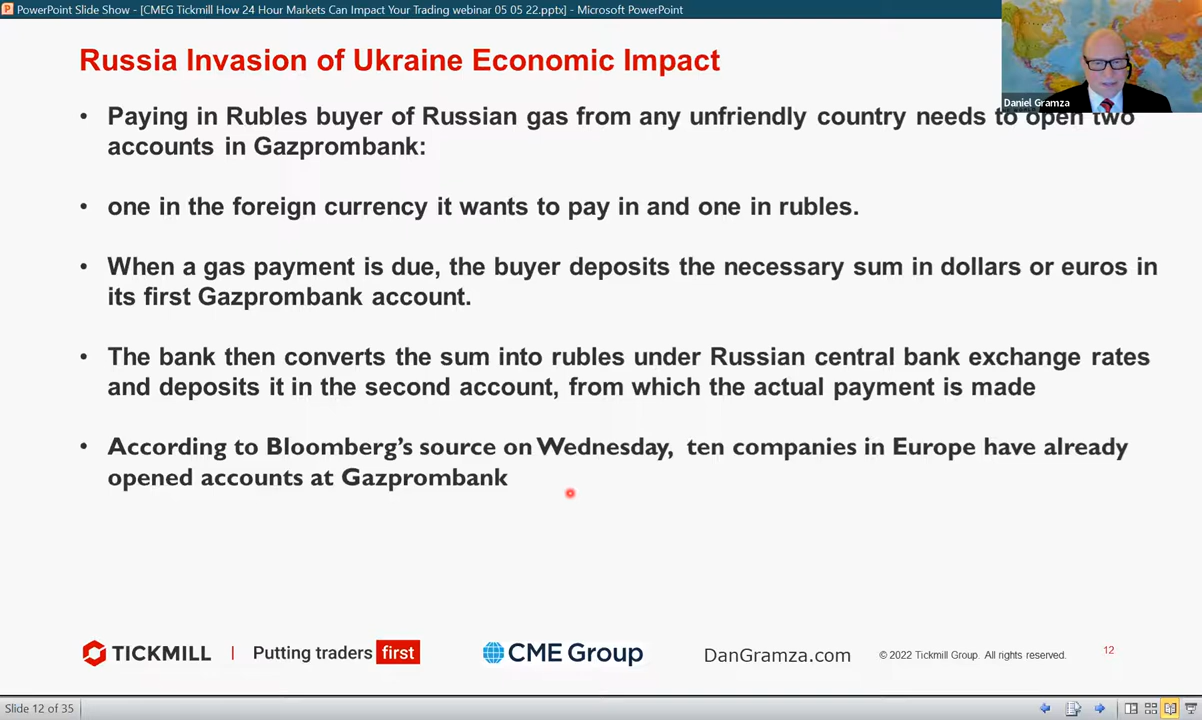 PowerPoint Slide Show - [CMEG Tickmill How 24 Hour Markets Can Impact Your Trading webinar 05 05 22.pptx] - Microsoft PowerPoint
Russia Invasion of Ukraine Economic Impact
Daniel Gramza
• Paying in Rubles buyer of Russian gas from any unfriendly country needs to open two
accounts in Gazprombank:
• one in the foreign currency it wants to pay in and one in rubles.
• When a gas payment is due, the buyer deposits the necessary sum in dollars or euros in
its first Gazprombank account.
• The bank then converts the sum into rubles under Russian central bank exchange rates
and deposits it in the second account, from which the actual payment is made
• According to Bloomberg's source on Wednesday, ten companies in Europe have already
opened accounts at Gazprombank
TICKMILL | Putting traders first CME Group DanGramza.com © 2022 Tickmill Group. All rights reserved. 12
Slide 12 of 35